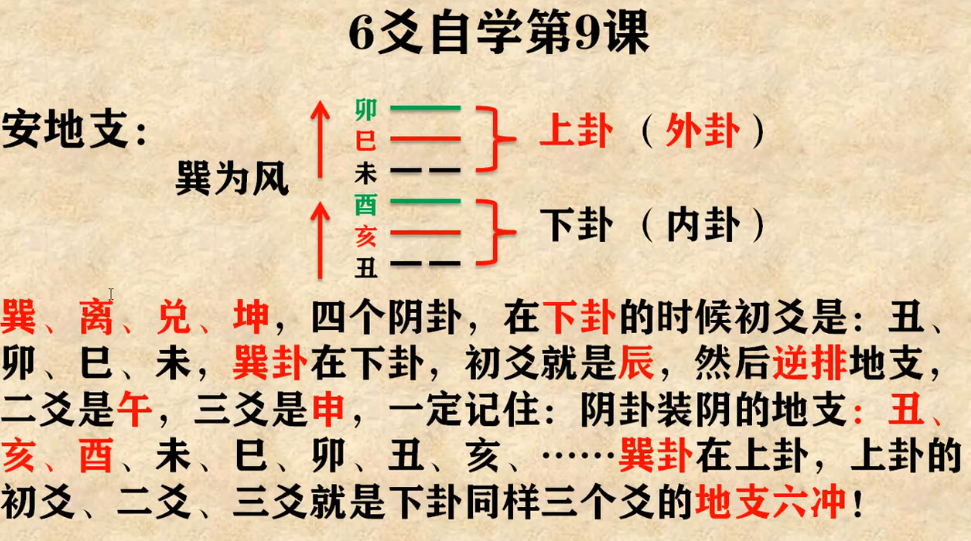 6爻自学第9课
安地支：
巽为风
卯
巳
未
酉
亥
丑
上卦（外卦）
下卦（内卦）
巽、离、兑、坤，四个阴卦，在下卦的时候初爻是：丑、
卯、巳、未，巽卦在下卦，初爻就是辰，然后逆排地支，
二爻是午，三爻是申，一定记住：阴卦装阴的地支：丑、
亥、酉、未、巳、卯、丑、亥、……巽卦在上卦，上卦的
初爻、二爻、三爻就是下卦同样三个爻的地支六冲！